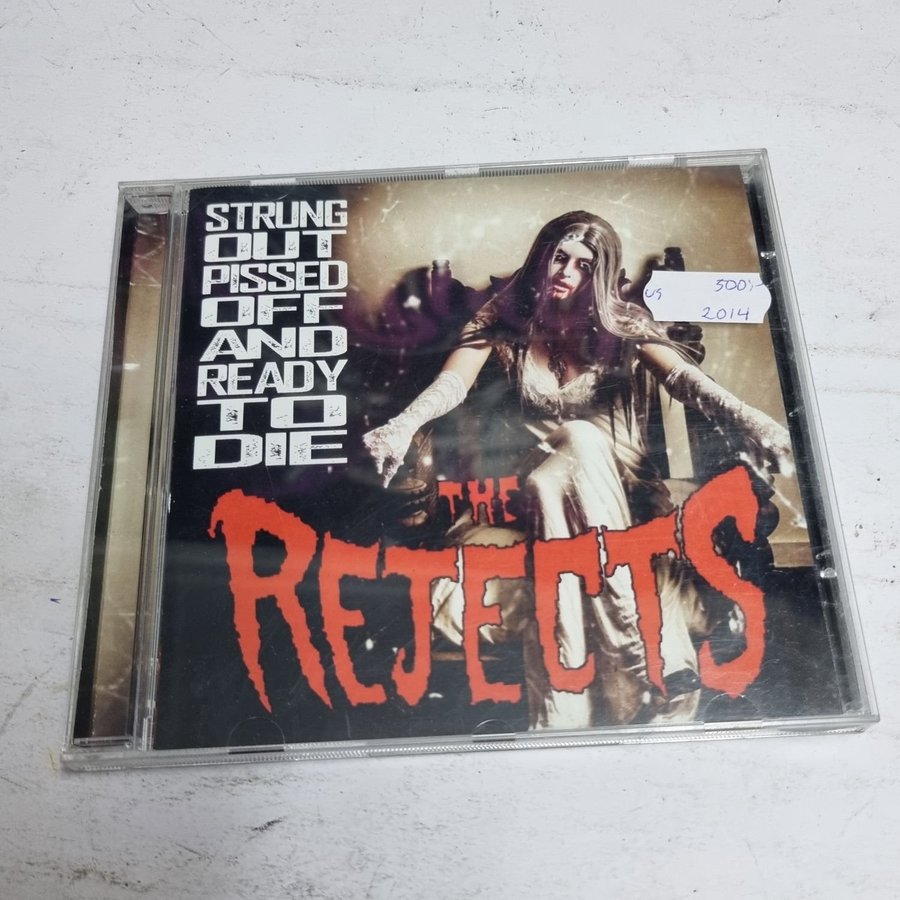 STRUNG
OUT
PISSED
OFF
AND
READY
TO
DIE
US 500:-
2014
THE
REJECTS